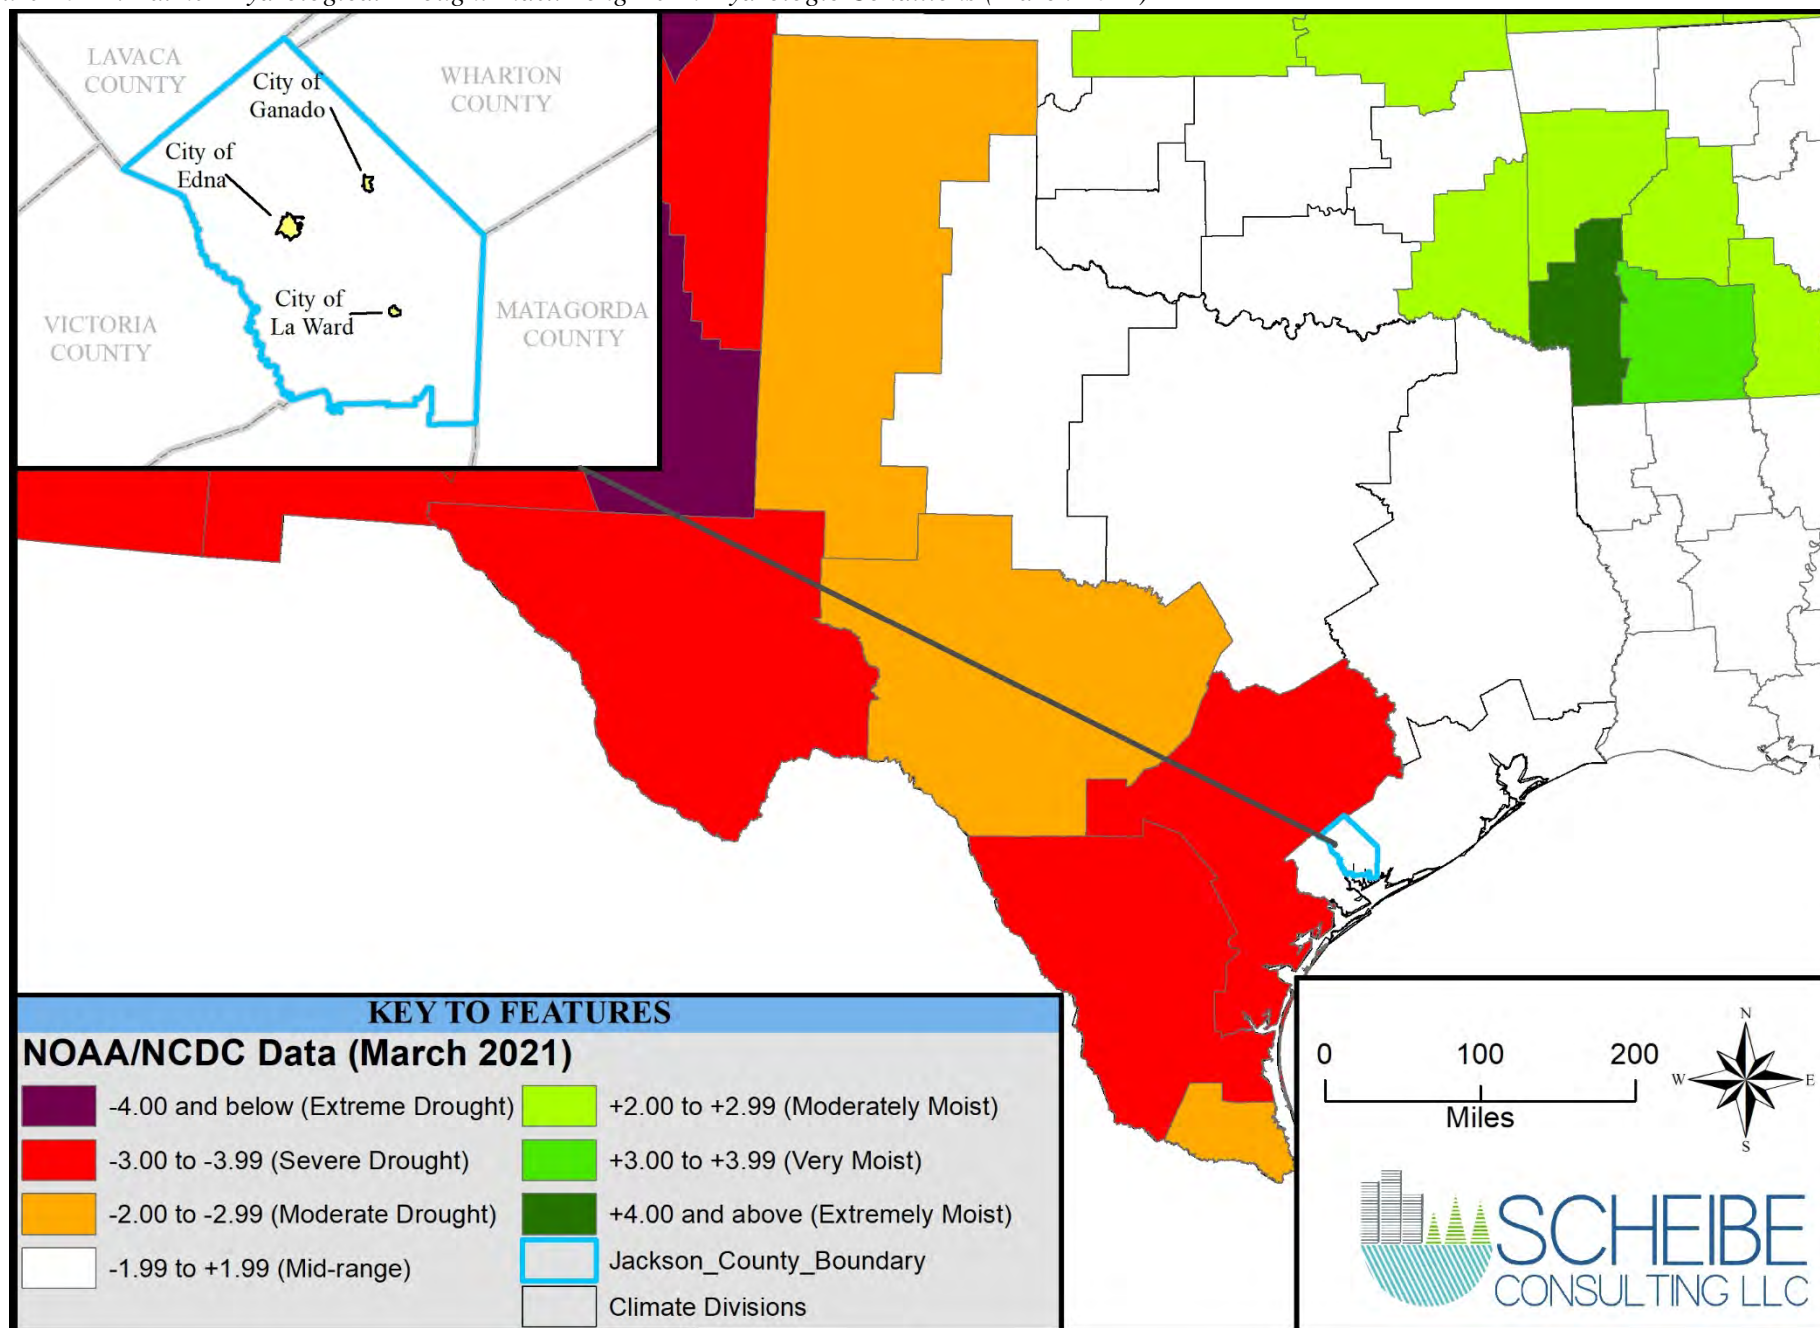 LAVACA
COUNTY
City of
Ganado
WHARTON
COUNTY
City of
Edna
City of
La Ward
VICTORIA
COUNTY
MATAGORDA
COUNTY
KEY TO FEATURES
NOAA/NCDC Data (March 2021)
-4.00 and below (Extreme Drought)
-3.00 to -3.99 (Severe Drought)
-2.00 to -2.99 (Moderate Drought)
-1.99 to +1.99 (Mid-range)
+2.00 to +2.99 (Moderately Moist)
+3.00 to +3.99 (Very Moist)
+4.00 and above (Extremely Moist)
Jackson_County_Boundary
Climate Divisions
0 100 200
Miles
N
W E
S
SCHEIBE
CONSULTING LLC